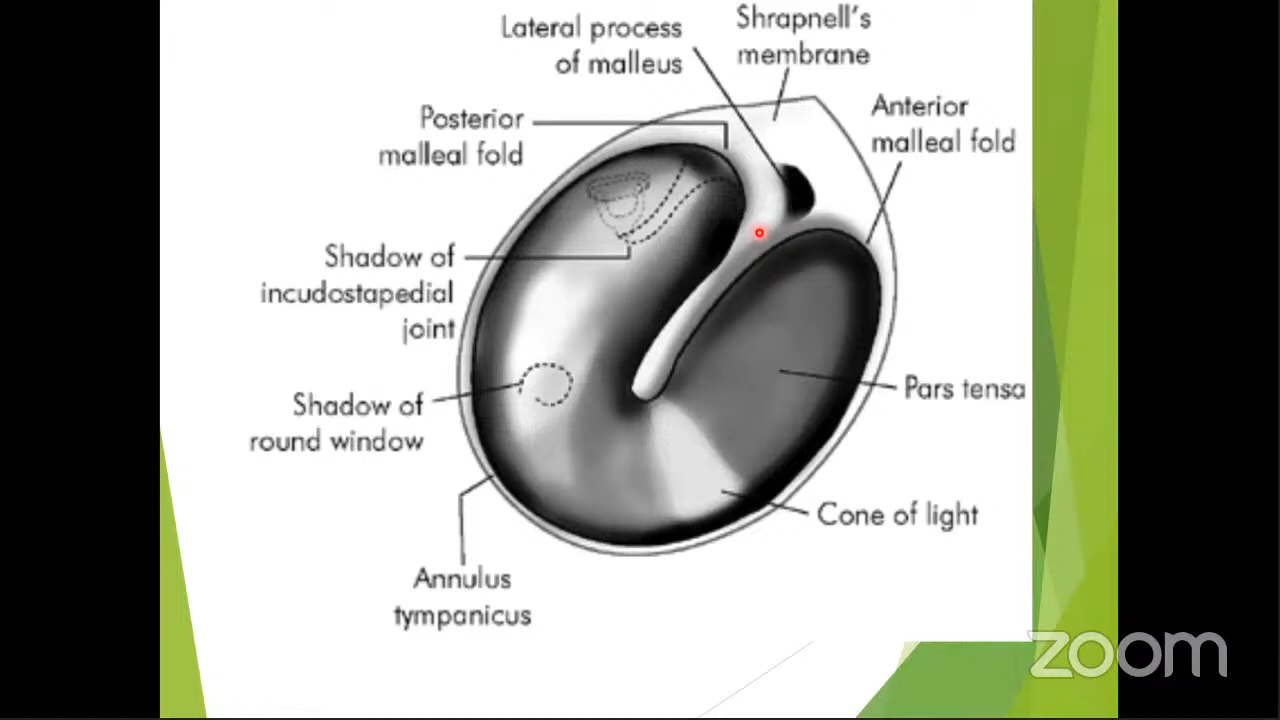 Lateral process
of malleus
Shrapnell's
membrane
Anterior
malleal fold
Posterior
malleal fold
Shadow of
incudostapedial
joint
Shadow of
round window
Pars tensa
Cone of light
Annulus
tympanicus
zoom